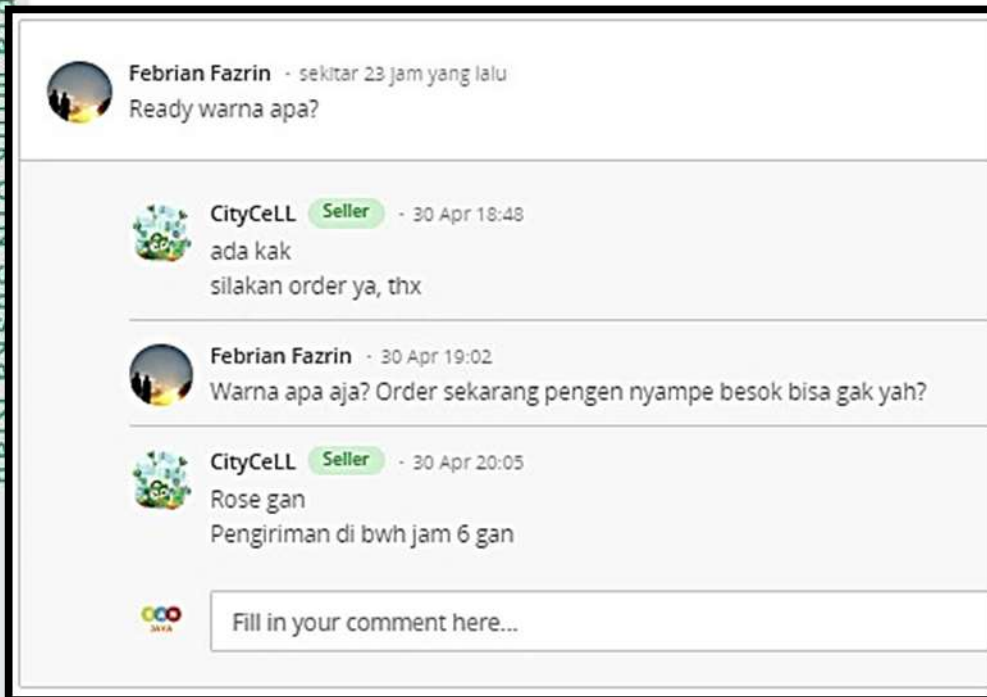 Febrian Fazrin · sekitar 23 jam yang lalu
Ready warna apa?
CityCeLL Seller · 30 Apr 18:48
ada kak
silakan order ya, thx
Febrian Fazrin · 30 Apr 19:02
Warna apa aja? Order sekarang pengen nyampe besok bisa gak yah?
CityCeLL Seller · 30 Apr 20:05
Rose gan
Pengiriman di bwh jam 6 gan
JAYA
Fill in your comment here...